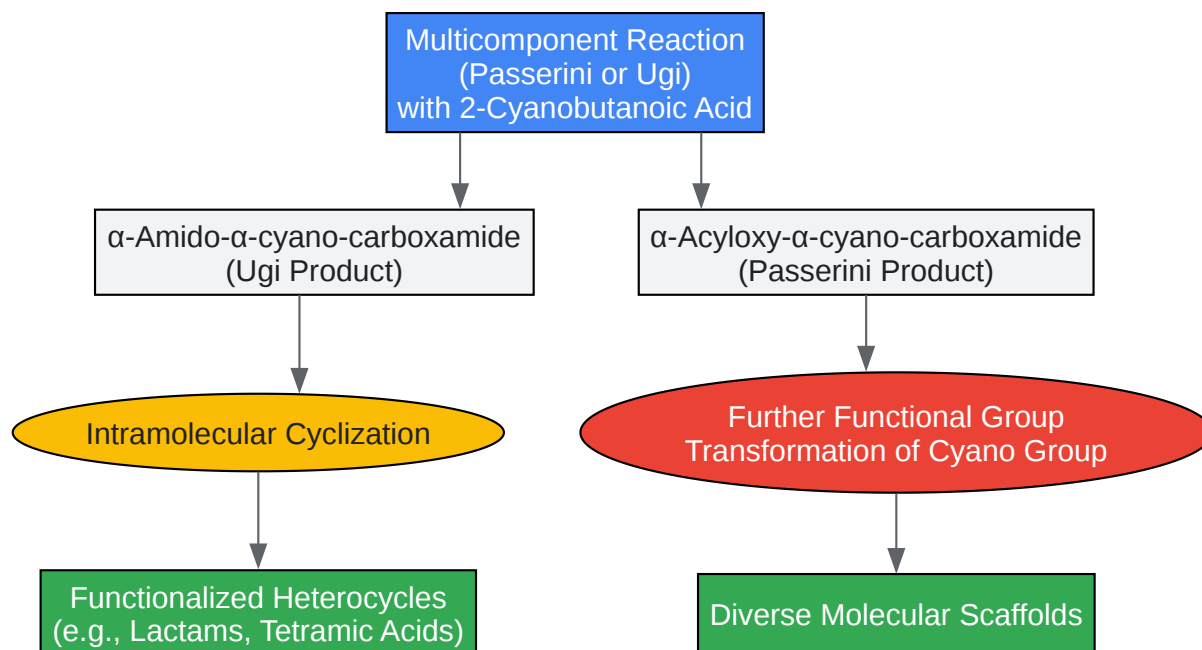 Multicomponent Reaction
(Passerini or Ugi)
with 2-Cyanobutanoic Acid
α-Amido-α-cyano-carboxamide
(Ugi Product)
α-Acyloxy-α-cyano-carboxamide
(Passerini Product)
Intramolecular Cyclization
Further Functional Group
Transformation of Cyano Group
Functionalized Heterocycles
(e.g., Lactams, Tetramic Acids)
Diverse Molecular Scaffolds